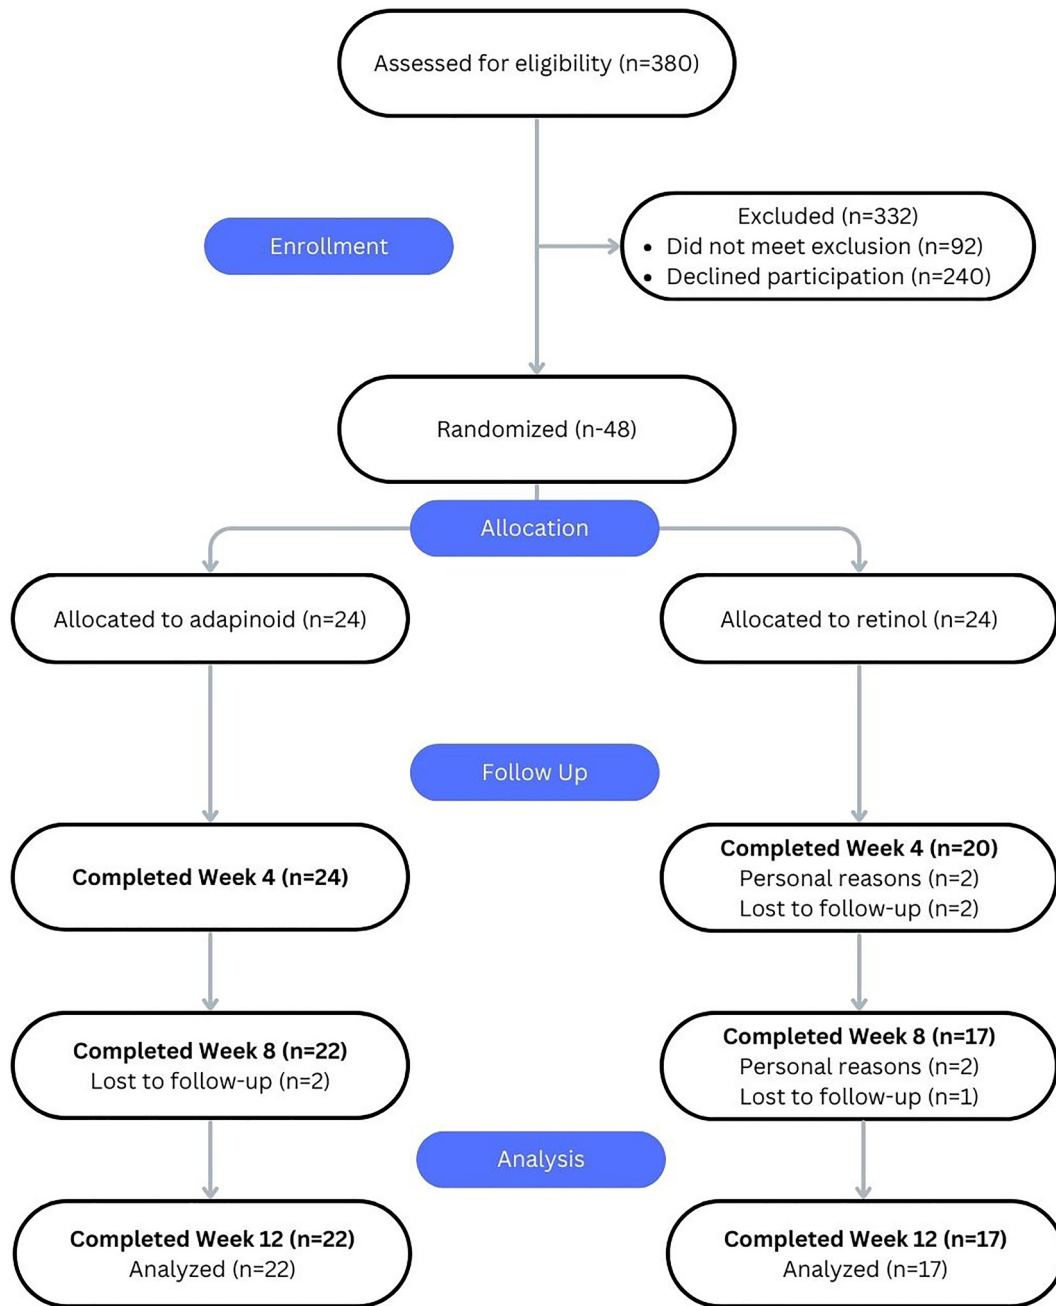 Assessed for eligibility (n=380)
Enrollment
Excluded (n=332)
• Did not meet exclusion (n=92)
• Declined participation (n=240)
Randomized (n-48)
Allocation
Allocated to adapinoid (n=24)
Allocated to retinol (n=24)
Follow Up
Completed Week 4 (n=24)
Completed Week 4 (n=20)
Personal reasons (n=2)
Lost to follow-up (n=2)
Completed Week 8 (n=22)
Lost to follow-up (n=2)
Completed Week 8 (n=17)
Personal reasons (n=2)
Lost to follow-up (n=1)
Analysis
Completed Week 12 (n=22)
Analyzed (n=22)
Completed Week 12 (n=17)
Analyzed (n=17)